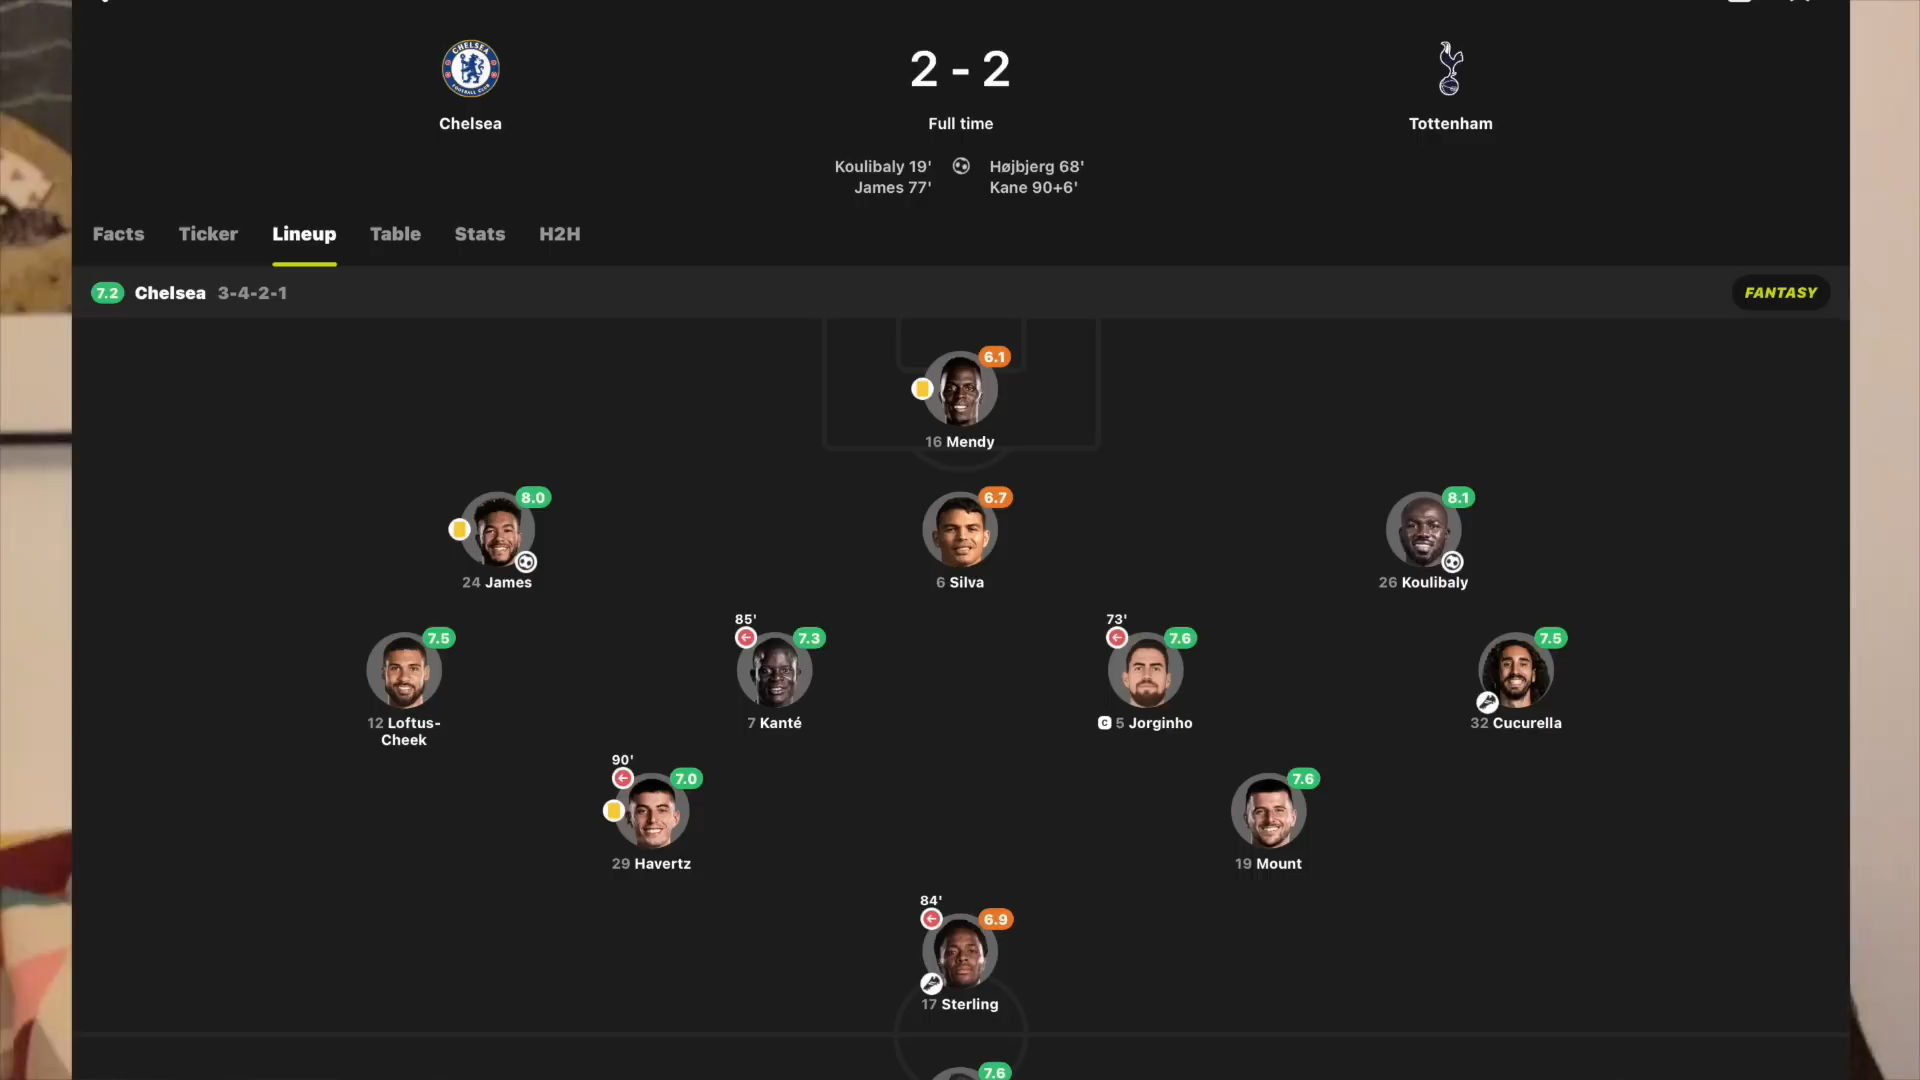 CHELSEA
FOOTBALL CLUB
2 - 2
Chelsea
Full time
Tottenham
Koulibaly 19'
Højbjerg 68'
James 77'
Kane 90+6'
Facts
Ticker
Lineup
Table
Stats
H2H
7.2 Chelsea 3-4-2-1
FANTASY
6.1
16 Mendy
8.0
24 James
6.7
6 Silva
8.1
26 Koulibaly
7.5
12 Loftus-
Cheek
85'
7.3
7 Kanté
73'
7.6
C 5 Jorginho
7.5
32 Cucurella
90'
7.0
29 Havertz
7.6
19 Mount
84'
6.9
17 Sterling
7.6